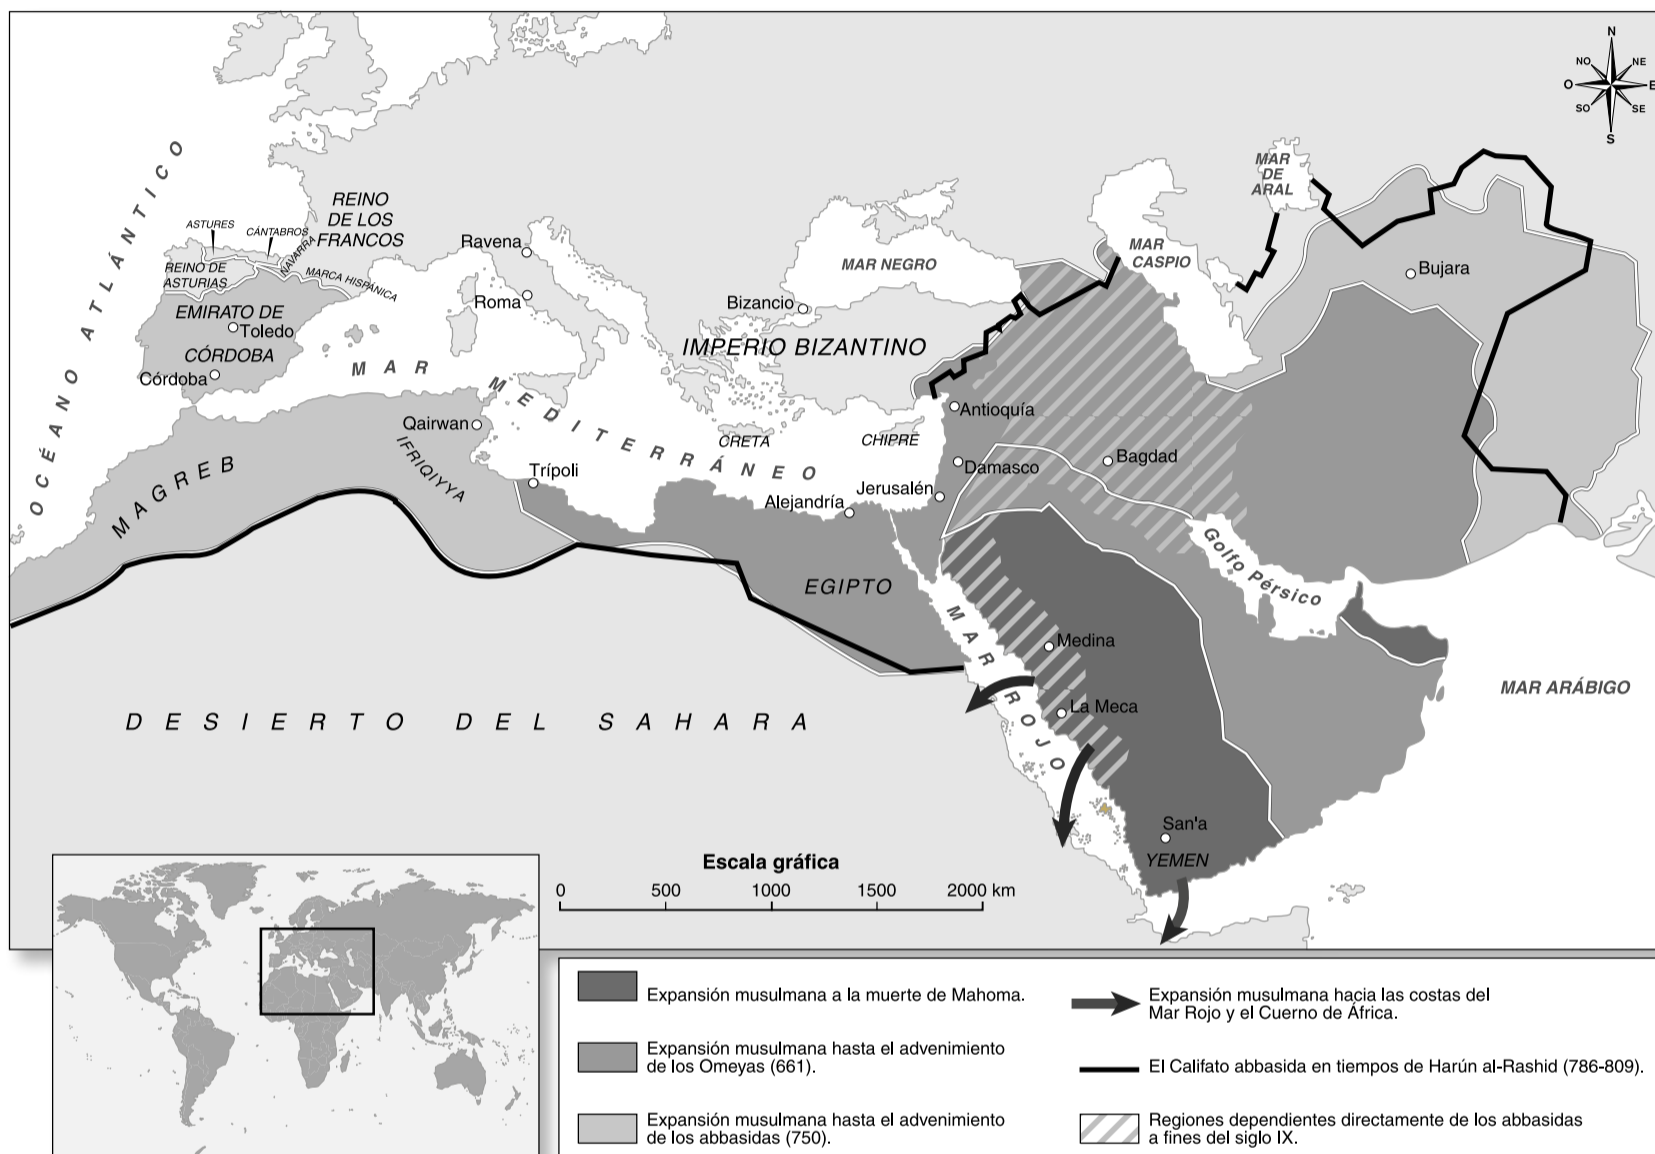 N
NO
NE
O
E
SO
SE
S
OCÉANO ATLÁNTICO
REINO
DE LOS
FRANCOS
ASTURES
CÁNTABROS
NAVARRA
MARCA HISPÁNICA
REINO DE
ASTURIAS
EMIRATO DE
Toledo
CÓRDOBA
Córdoba
Ravena
Roma
MAR MEDITERRÁNEO
Bizancio
MAR NEGRO
IMPERIO BIZANTINO
MAR
CASPIO
MAR
DE
ARAL
Bujara
MAGREB
Qairwan
IFRIQIYYA
Trípoli
CRETA
CHIPRE
Antioquía
Damasco
Bagdad
Jerusalén
Alejandría
EGIPTO
Golfo Pérsico
MAR ROJO
Medina
La Meca
MAR ARÁBIGO
DESIERTO DEL SAHARA
San'a
YEMEN
Escala gráfica
0 500 1000 1500 2000 km
Expansión musulmana a la muerte de Mahoma.
Expansión musulmana hasta el advenimiento
de los Omeyas (661).
Expansión musulmana hasta el advenimiento
de los abbasidas (750).
Expansión musulmana hacia las costas del
Mar Rojo y el Cuerno de África.
El Califato abbasida en tiempos de Harún al-Rashid (786-809).
Regiones dependientes directamente de los abbasidas
a fines del siglo IX.